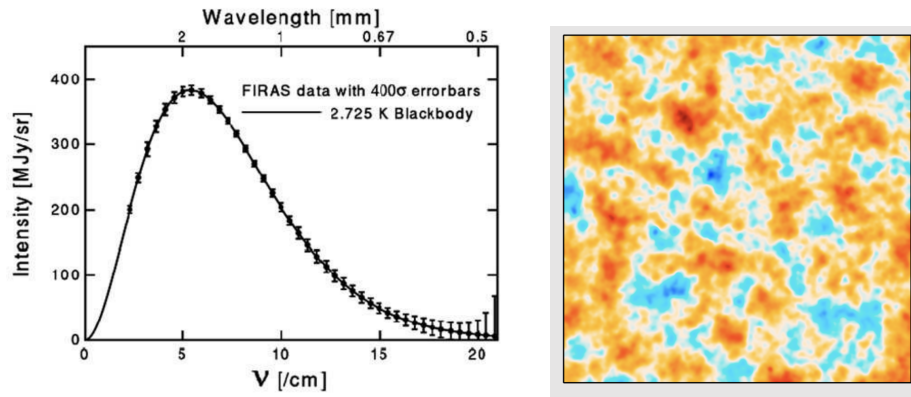 Wavelength [mm]
2 1 0.67 0.5
400
300
200
100
0
Intensity [MJy/sr]
FIRAS data with 400σ errorbars
2.725 K Blackbody
0 5 10 15 20
ν [/cm]